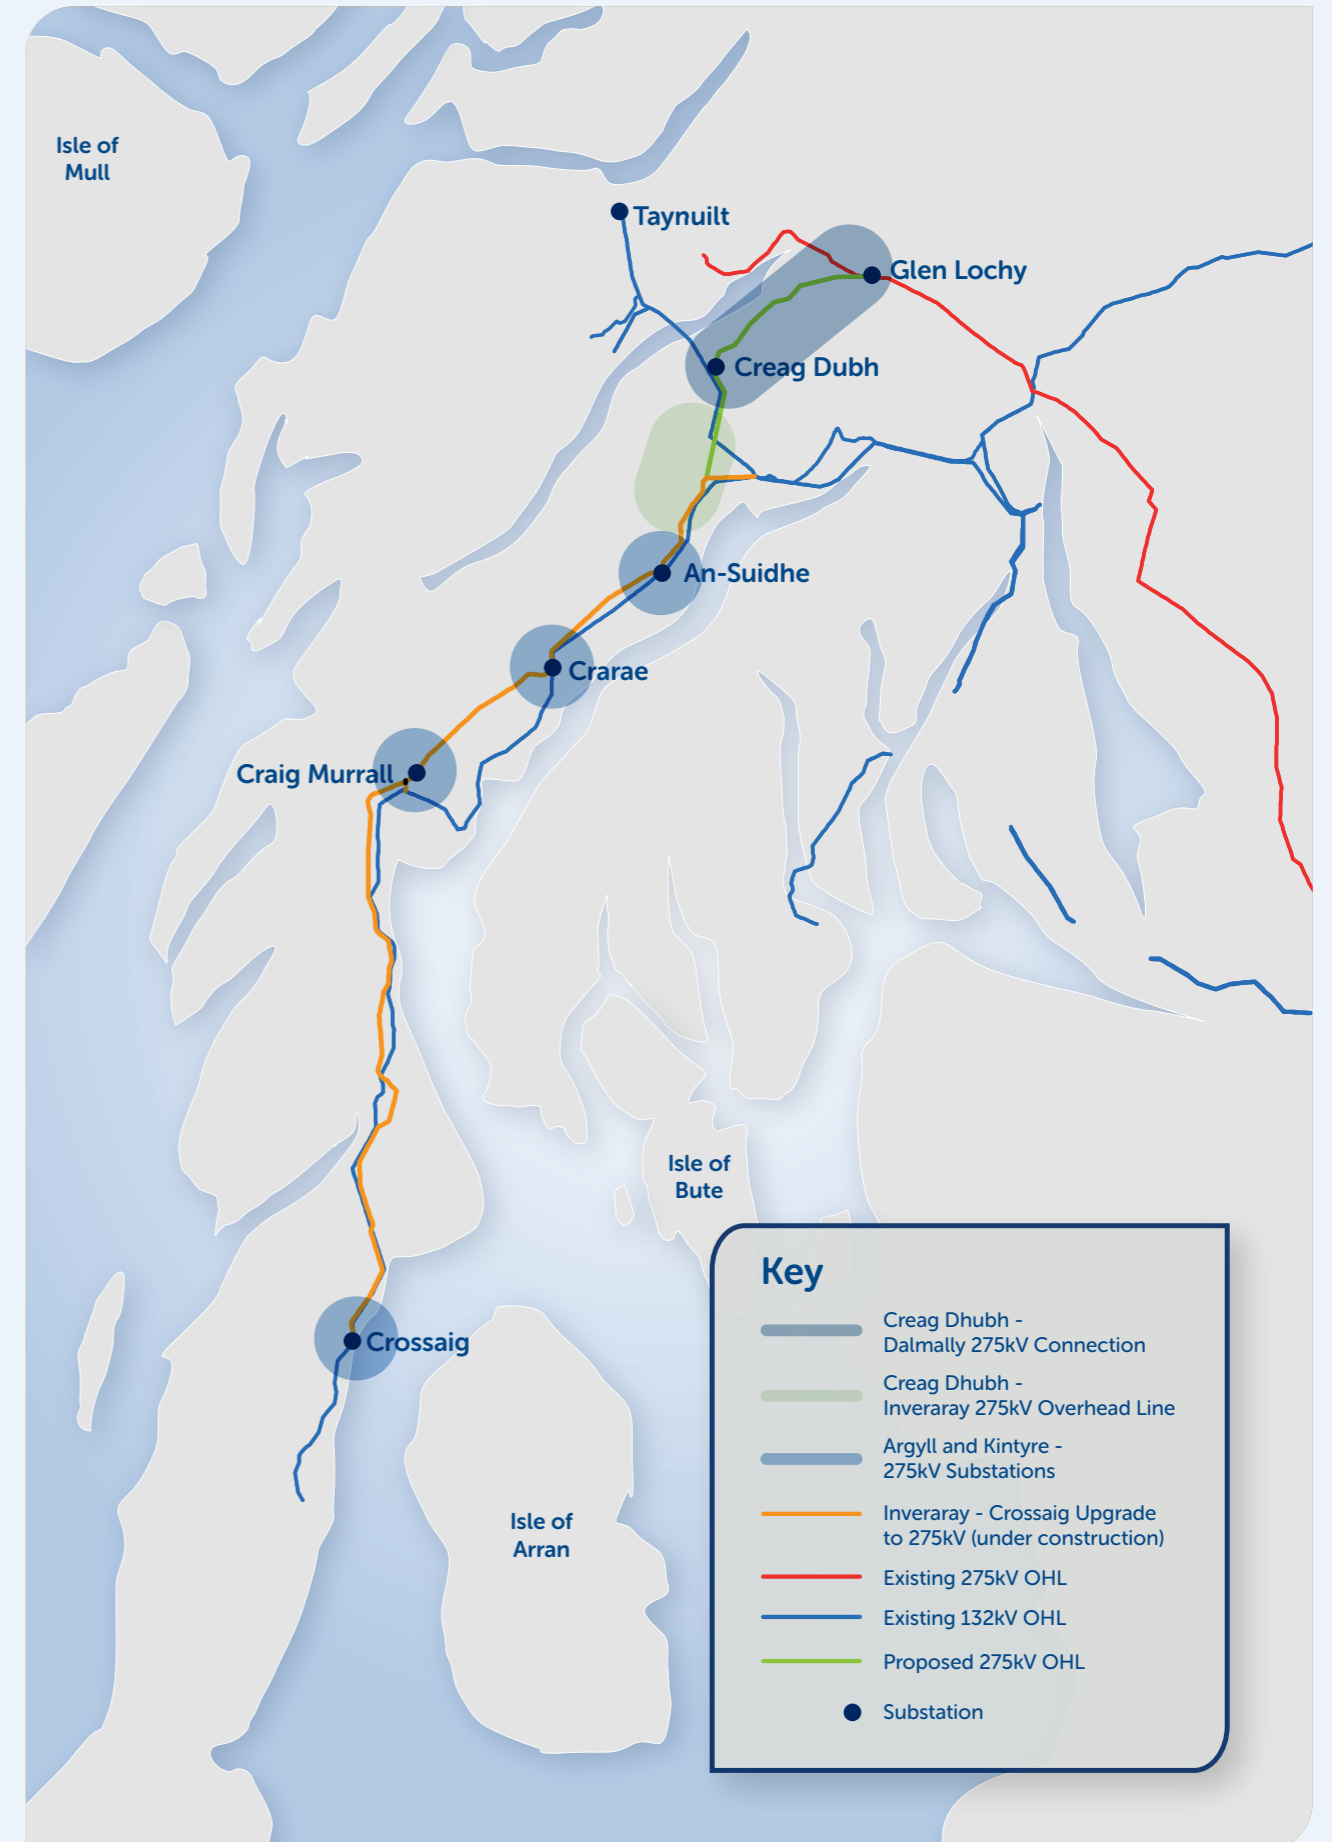 Isle of
Mull
Taynuilt
Glen Lochy
Creag Dubh
An-Suidhe
Crarae
Craig Murrall
Isle of
Bute
Crossaig
Isle of
Arran
Key
Creag Dhubh -
Dalmally 275kV Connection
Creag Dhubh -
Inveraray 275kV Overhead Line
Argyll and Kintyre -
275kV Substations
Inveraray - Crossaig Upgrade
to 275kV (under construction)
Existing 275kV OHL
Existing 132kV OHL
Proposed 275kV OHL
Substation